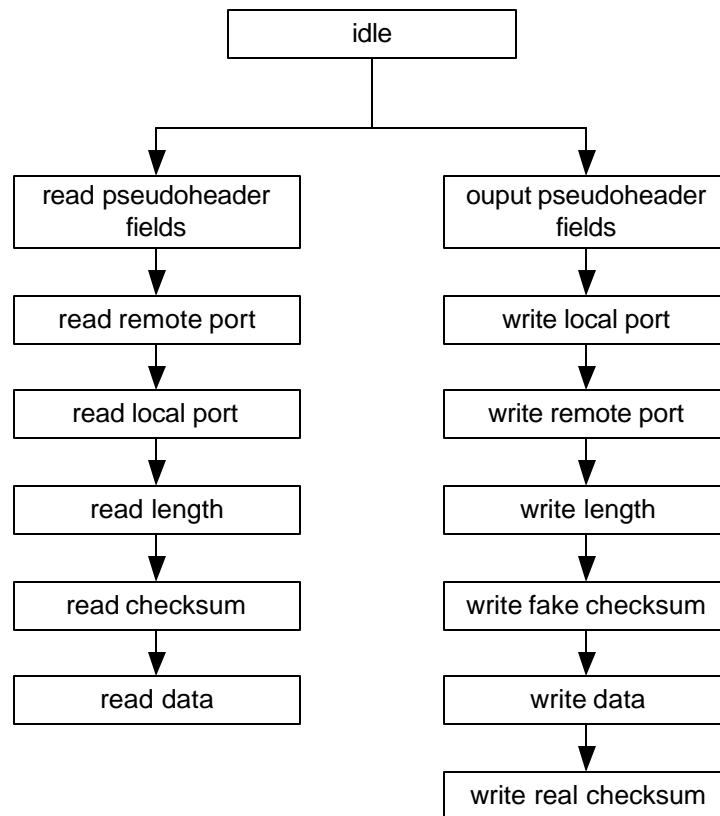 idle
read pseudoheader
fields
read remote port
read local port
read length
read checksum
read data
ouput pseudoheader
fields
write local port
write remote port
write length
write fake checksum
write data
write real checksum